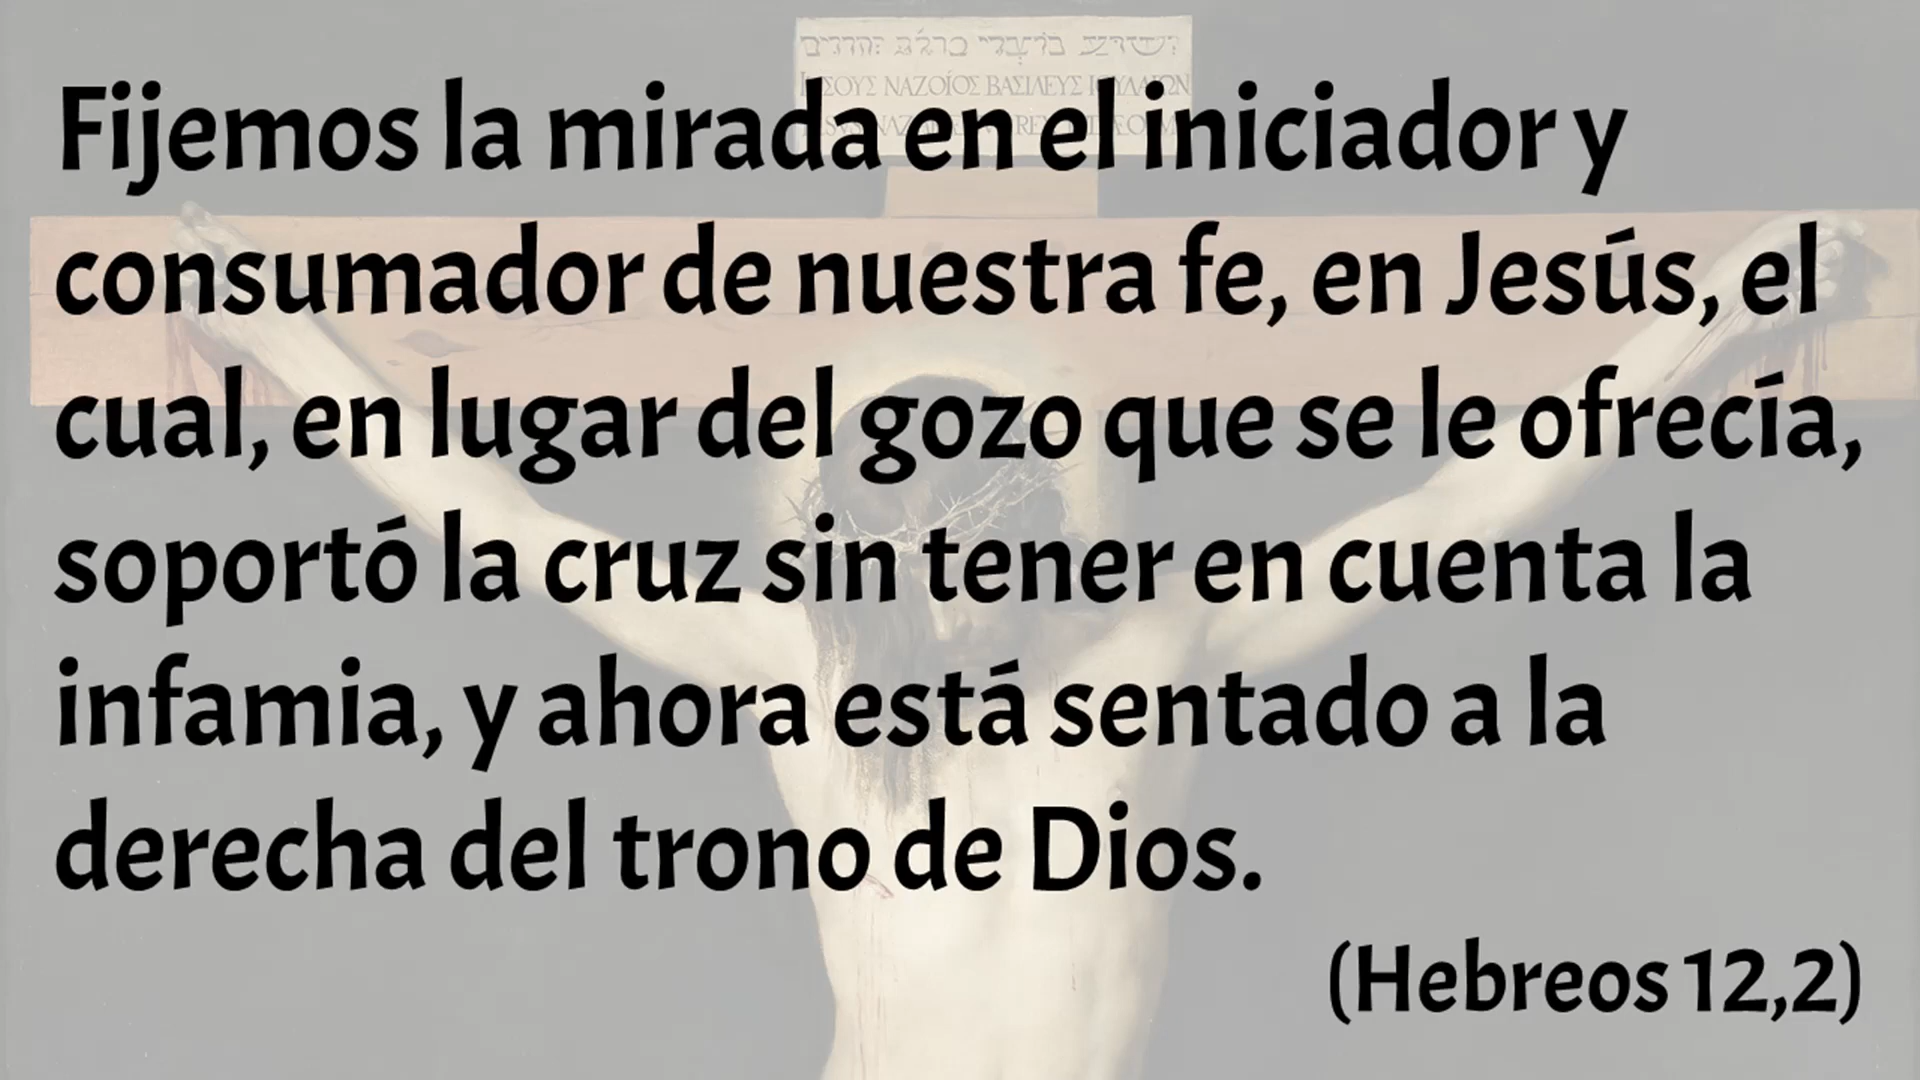 ΝΑΖ ΒΑΣΙΛΕΥΣ
Fijemos la mirada en el iniciador y
consumador de nuestra fe, en Jesús, el
cual, en lugar del gozo que se le ofrecía,
soportó la cruz sin tener en cuenta la
infamia, y ahora está sentado a la
derecha del trono de Dios.
(Hebreos 12,2)